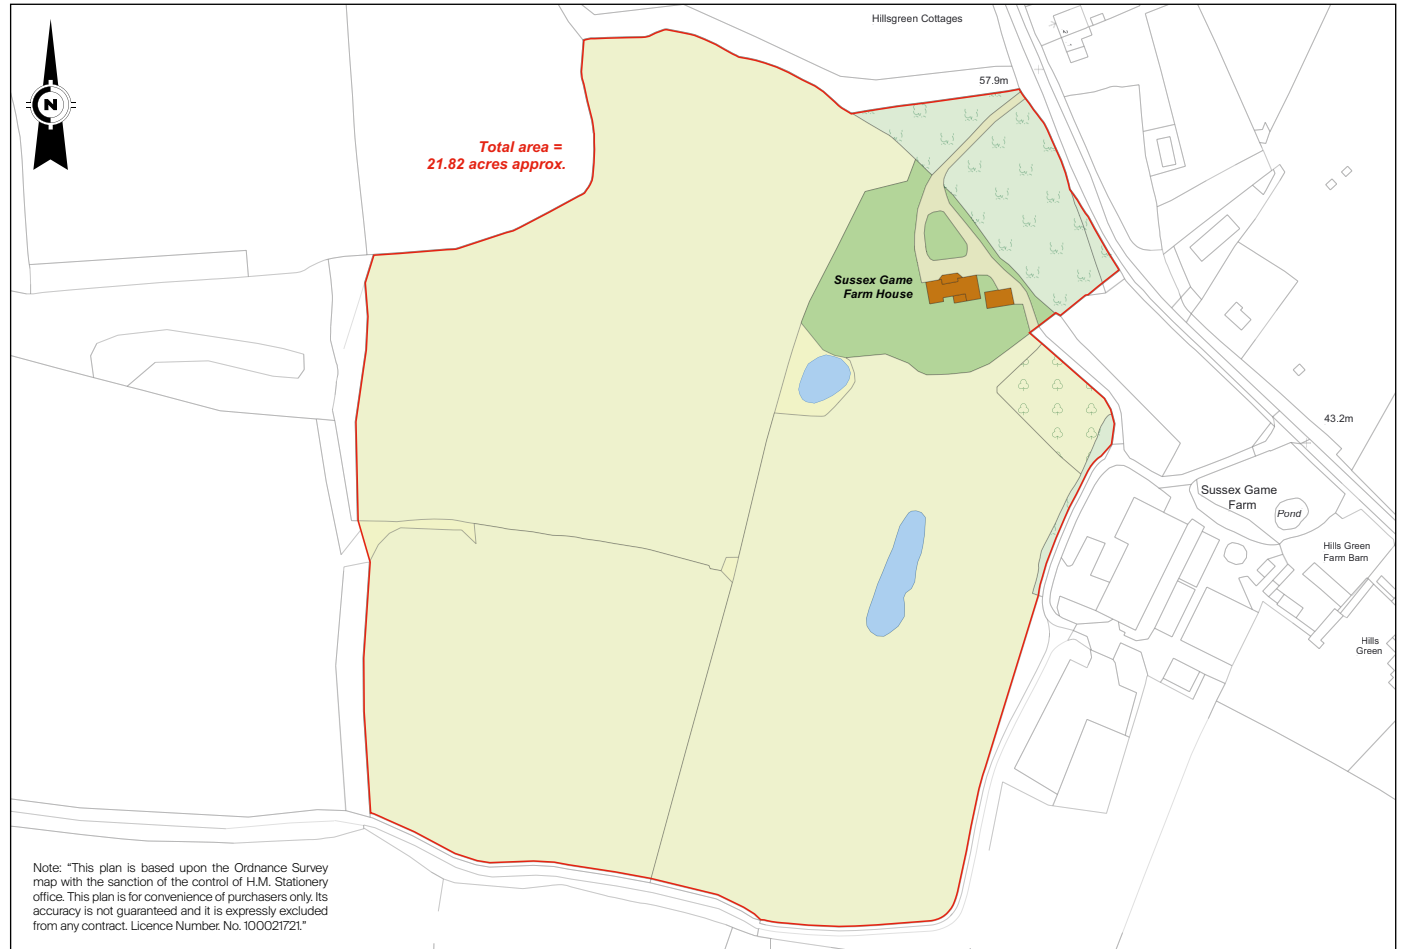 Hillsgreen Cottages
57.9m
N
Total area =
21.82 acres approx.
Sussex Game
Farm House
43.2m
Sussex Game
Farm
Pond
Hills Green
Farm Barn
Hills
Green
Note: “This plan is based upon the Ordnance Survey
map with the sanction of the control of H.M. Stationery
office. This plan is for convenience of purchasers only. Its
accuracy is not guaranteed and it is expressly excluded
from any contract. Licence Number. No. 100021721.”